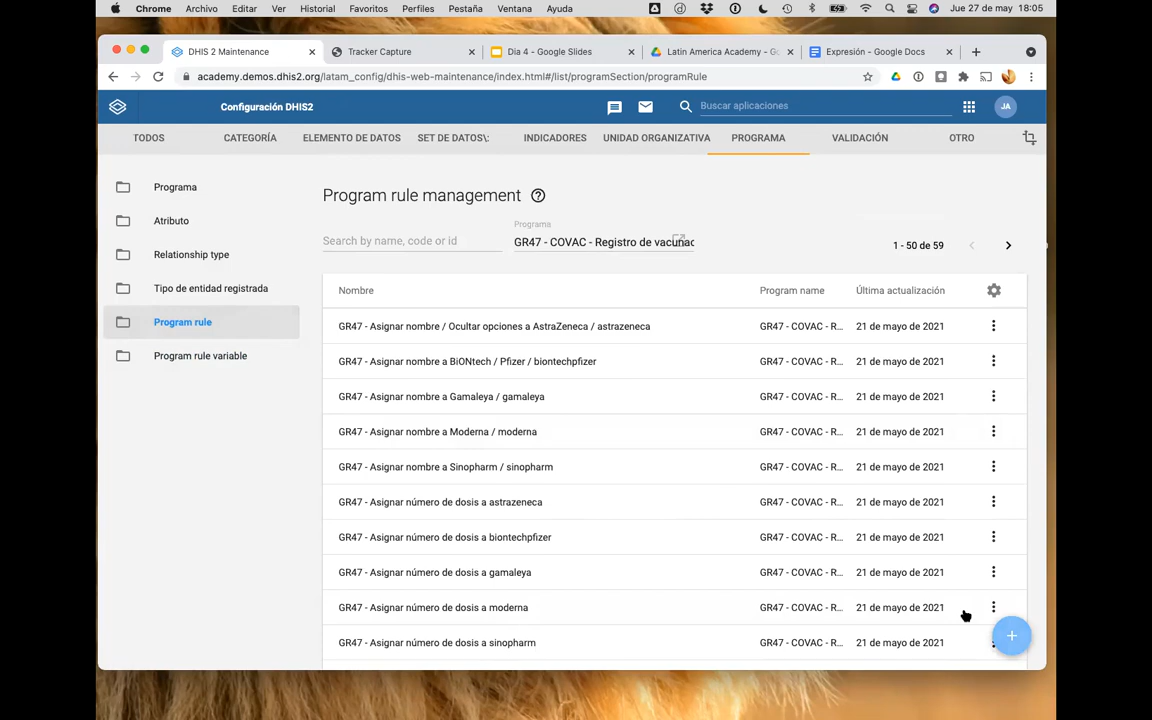 Chrome Archivo Editar Ver Historial Favoritos Perfiles Pestaña Ventana Ayuda Jue 27 de may 18:05
DHIS 2 Maintenance Tracker Capture Dia 4 - Google Slides Latin America Academy - Go Expresión - Google Docs
academy.demos.dhis2.org/latam_config/dhis-web-maintenance/index.html#/list/programSection/programRule
Configuración DHIS2 Buscar aplicaciones JA
TODOS CATEGORÍA ELEMENTO DE DATOS SET DE DATOS\; INDICADORES UNIDAD ORGANIZATIVA PROGRAMA VALIDACIÓN OTRO
Programa
Atributo
Relationship type
Tipo de entidad registrada
Program rule
Program rule variable
Program rule management
Programa
Search by name, code or id GR47 - COVAC - Registro de vacunac 1 - 50 de 59
Nombre Program name Última actualización
GR47 - Asignar nombre / Ocultar opciones a AstraZeneca / astrazeneca GR47 - COVAC - R... 21 de mayo de 2021
GR47 - Asignar nombre a BiONtech / Pfizer / biontechpfizer GR47 - COVAC - R... 21 de mayo de 2021
GR47 - Asignar nombre a Gamaleya / gamaleya GR47 - COVAC - R... 21 de mayo de 2021
GR47 - Asignar nombre a Moderna / moderna GR47 - COVAC - R... 21 de mayo de 2021
GR47 - Asignar nombre a Sinopharm / sinopharm GR47 - COVAC - R... 21 de mayo de 2021
GR47 - Asignar número de dosis a astrazeneca GR47 - COVAC - R... 21 de mayo de 2021
GR47 - Asignar número de dosis a biontechpfizer GR47 - COVAC - R... 21 de mayo de 2021
GR47 - Asignar número de dosis a gamaleya GR47 - COVAC - R... 21 de mayo de 2021
GR47 - Asignar número de dosis a moderna GR47 - COVAC - R... 21 de mayo de 2021
GR47 - Asignar número de dosis a sinopharm GR47 - COVAC - R... 21 de mayo de 2021